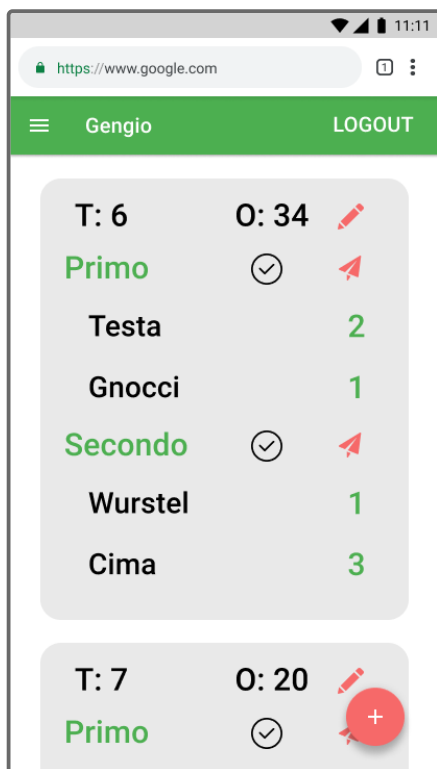 11:11
https://www.google.com 1
Gengio LOGOUT
T: 6 O: 34
Primo
Testa 2
Gnocci 1
Secondo
Wurstel 1
Cima 3
T: 7 O: 20
Primo
+